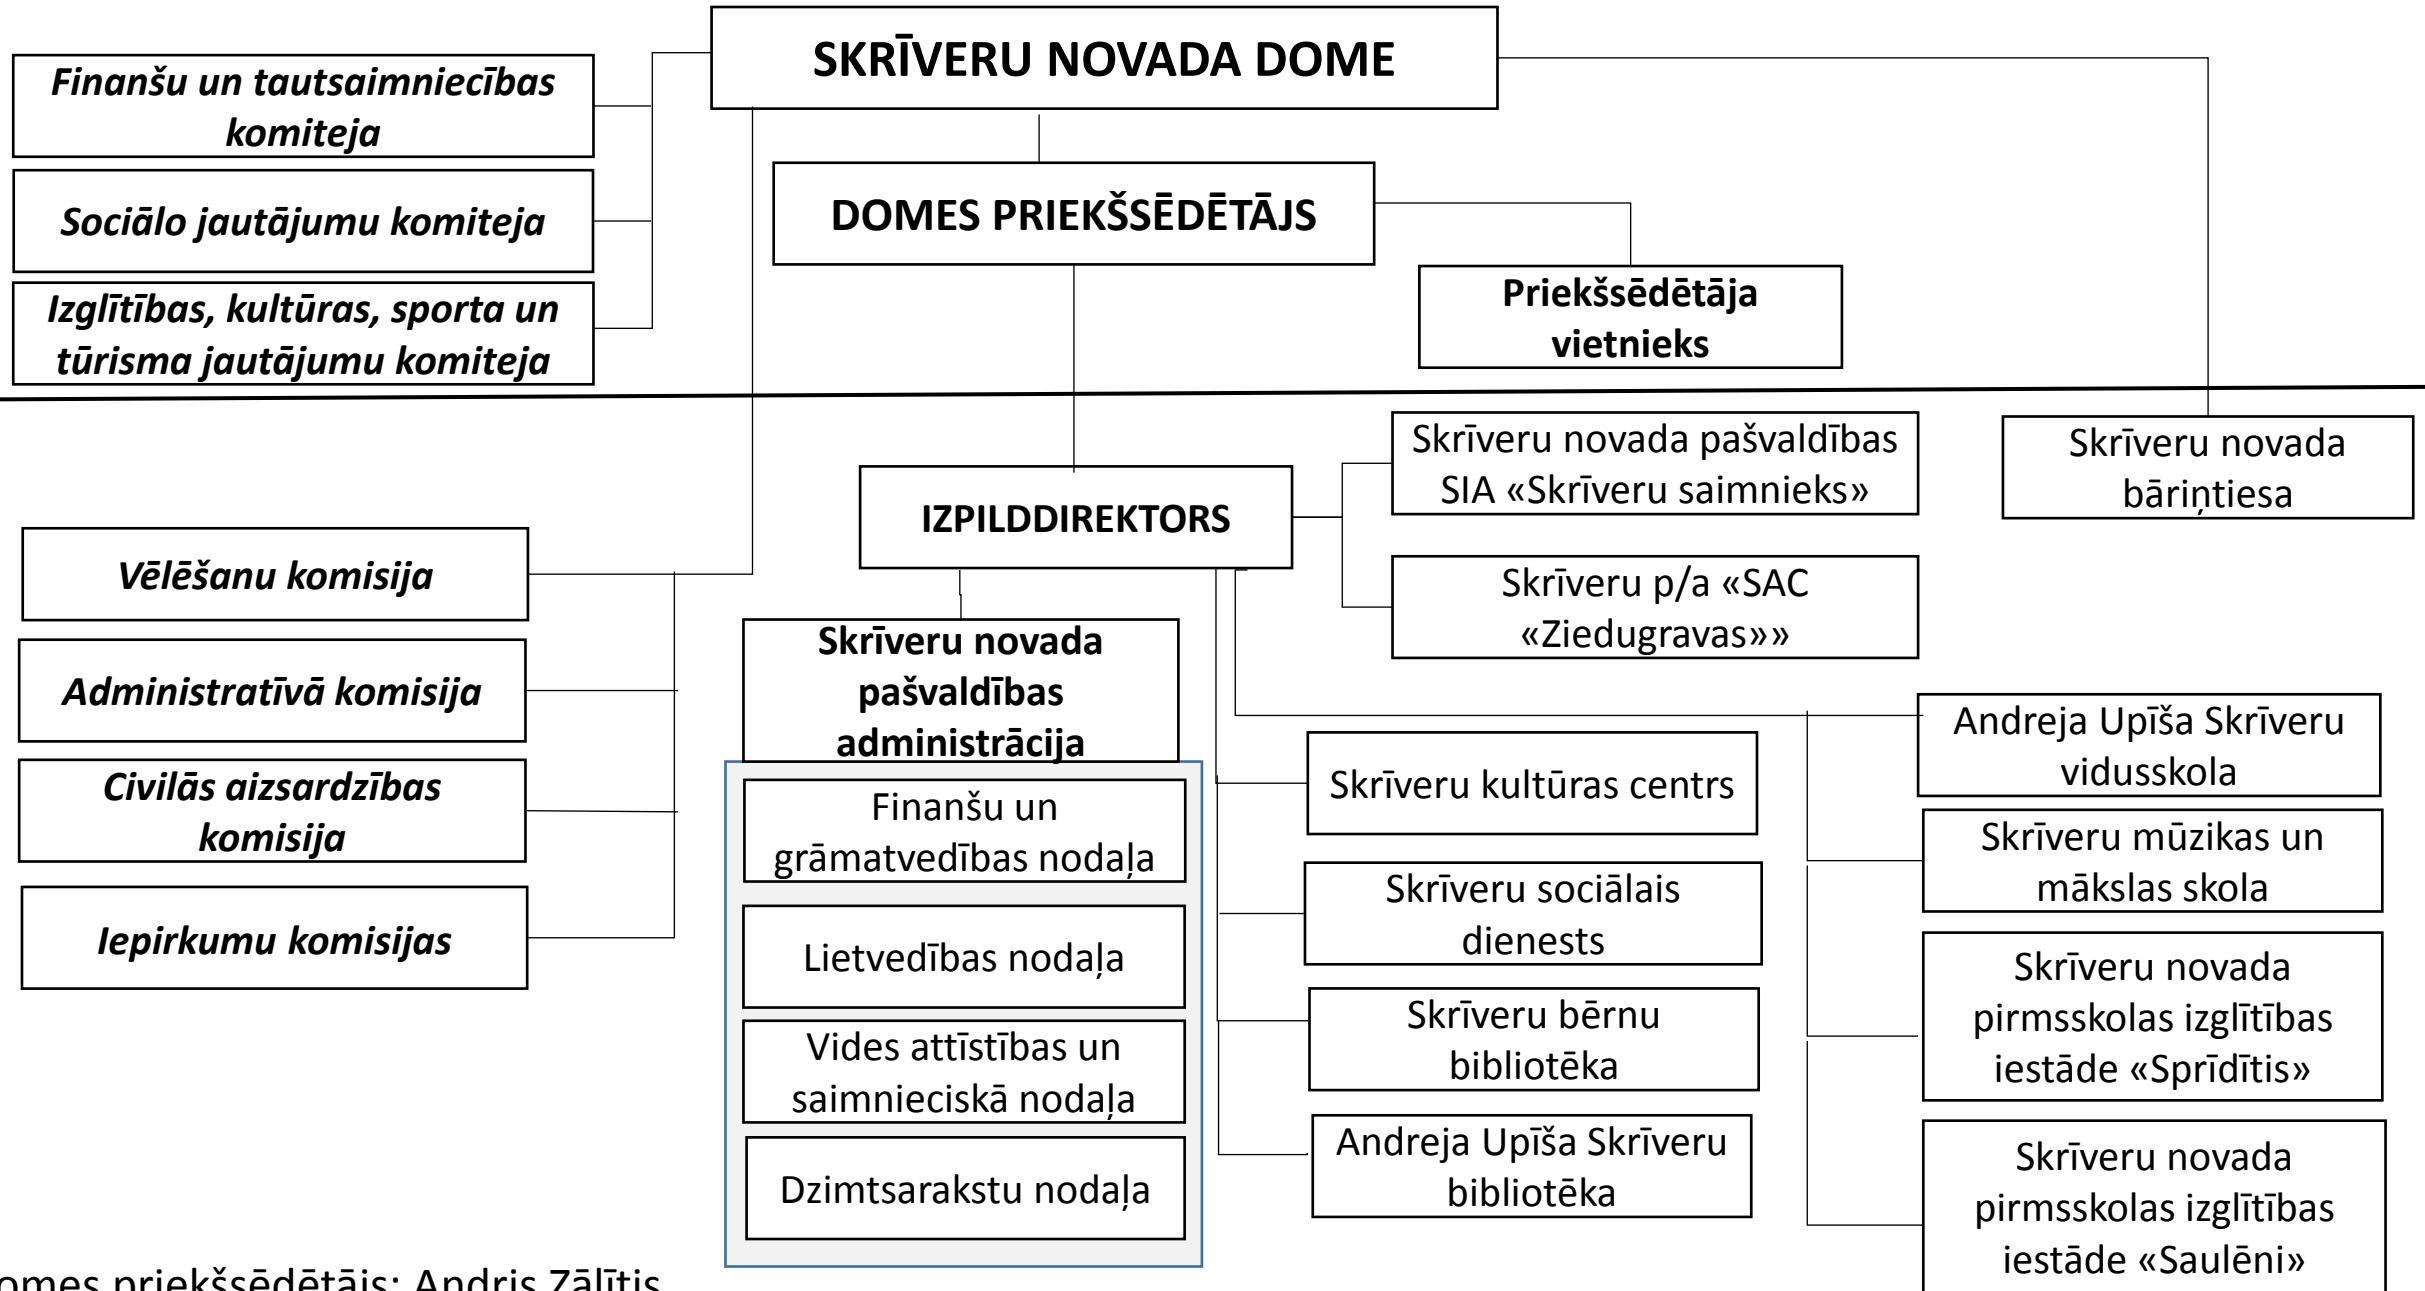 SKRĪVERU NOVADA DOME
Finanšu un tautsaimniecības
komiteja
Sociālo jautājumu komiteja
Izglītības, kultūras, sporta un
tūrisma jautājumu komiteja
DOMES PRIEKŠSĒDĒTĀJS
Priekšsēdētāja
vietnieks
Skrīveru novada pašvaldības
SIA «Skrīveru saimnieks»
Skrīveru novada
bāriņtiesa
IZPILDDIREKTORS
Skrīveru p/a «SAC
«Ziedugravas»»
Vēlēšanu komisija
Administratīvā komisija
Civilās aizsardzības
komisija
Iepirkumu komisijas
Skrīveru novada
pašvaldības
administrācija
Finanšu un
grāmatvedības nodaļa
Lietvedības nodaļa
Vides attīstības un
saimnieciskā nodaļa
Dzimtsarakstu nodaļa
Skrīveru kultūras centrs
Skrīveru sociālais
dienests
Skrīveru bērnu
bibliotēka
Andreja Upīša Skrīveru
bibliotēka
Andreja Upīša Skrīveru
vidusskola
Skrīveru mūzikas un
mākslas skola
Skrīveru novada
pirmsskolas izglītības
iestāde «Sprīdītis»
Skrīveru novada
pirmsskolas izglītības
iestāde «Saulēni»
omes priekšsēdētājs: Andris Zālītis